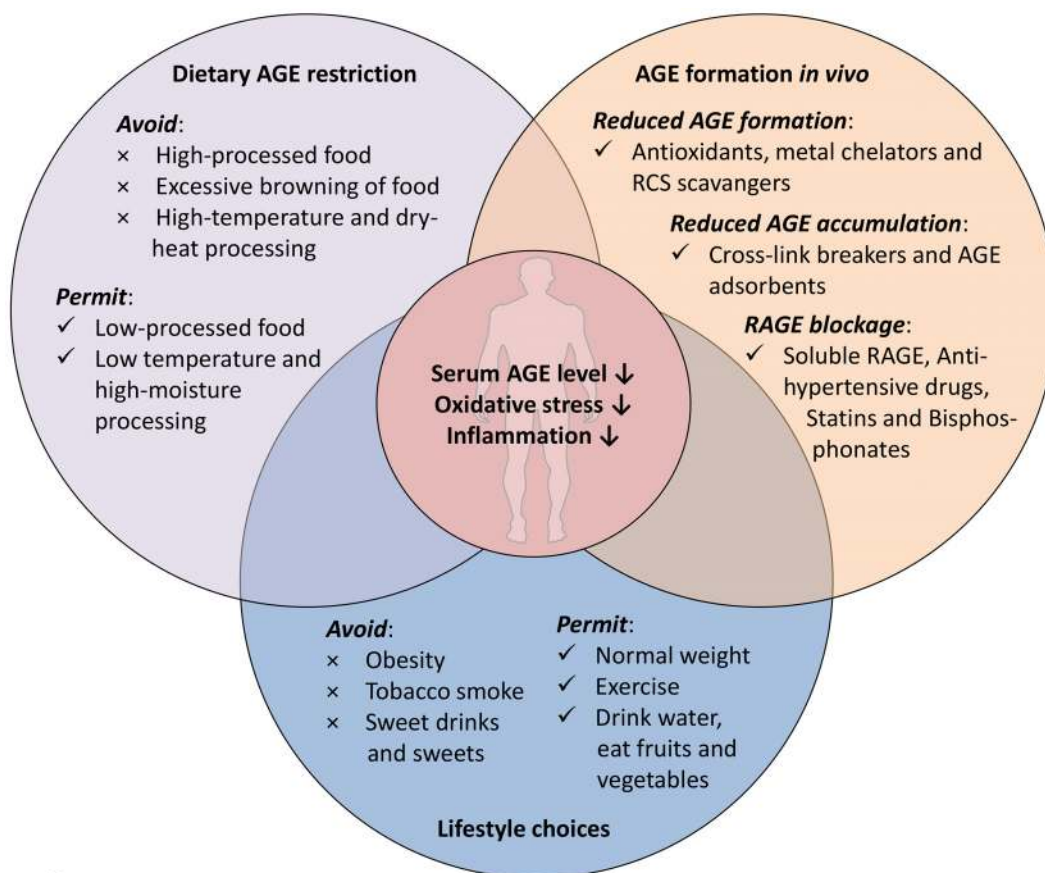 Dietary AGE restriction
Avoid:
× High-processed food
× Excessive browning of food
× High-temperature and dry-
heat processing
Permit:
✓ Low-processed food
✓ Low temperature and
high-moisture
processing
AGE formation in vivo
Reduced AGE formation:
✓ Antioxidants, metal chelators and
RCS scavangers
Reduced AGE accumulation:
✓ Cross-link breakers and AGE
adsorbents
RAGE blockage:
✓ Soluble RAGE, Anti-
hypertensive drugs,
Statins and Bisphos-
phonates
Serum AGE level ↓
Oxidative stress ↓
Inflammation ↓
Avoid:
× Obesity
× Tobacco smoke
× Sweet drinks
and sweets
Permit:
✓ Normal weight
✓ Exercise
✓ Drink water,
eat fruits and
vegetables
Lifestyle choices